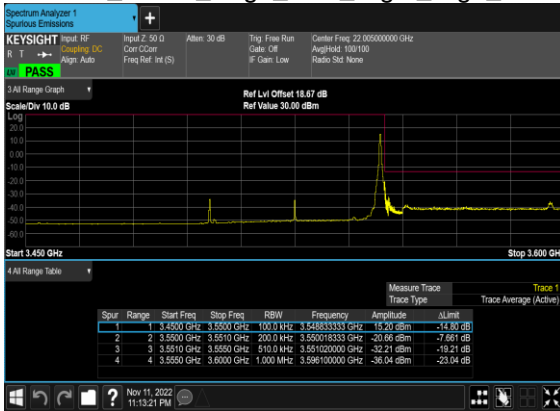 Spectrum Analyzer 1
Spurious Emissions
KEYSIGHT Input: RF Input Z: 50 Ω Atten: 30 dB Trig: Free Run Center Freq: 22.005000000 GHz
R T Coupling: DC Corr CCorr Gate: Off Avg|Hold: 100/100
Align: Auto Freq Ref: Int (S) IF Gain: Low Radio Std: None
PASS
3 All Range Graph
Ref Lvl Offset 18.67 dB
Scale/Div 10.0 dB Ref Value 30.00 dBm
Log
20.0
10.0
0.00
-10.0
-20.0
-30.0
-40.0
-50.0
-60.0
Start 3.450 GHz Stop 3.600 GH
4 All Range Table
Measure Trace Trace 1
Trace Type Trace Average (Active)
Spur Range Start Freq Stop Freq RBW Frequency Amplitude ΔLimit
1 1 3.4500 GHz 3.5500 GHz 100.0 kHz 3.548833333 GHz 15.20 dBm -14.80 dB
2 2 3.5500 GHz 3.5510 GHz 200.0 kHz 3.550018333 GHz -20.66 dBm -7.661 dB
3 3 3.5510 GHz 3.5550 GHz 510.0 kHz 3.551020000 GHz -32.21 dBm -19.21 dB
4 4 3.5550 GHz 3.6000 GHz 1.000 MHz 3.596100000 GHz -36.04 dBm -23.04 dB
Nov 11, 2022
11:13:21 PM